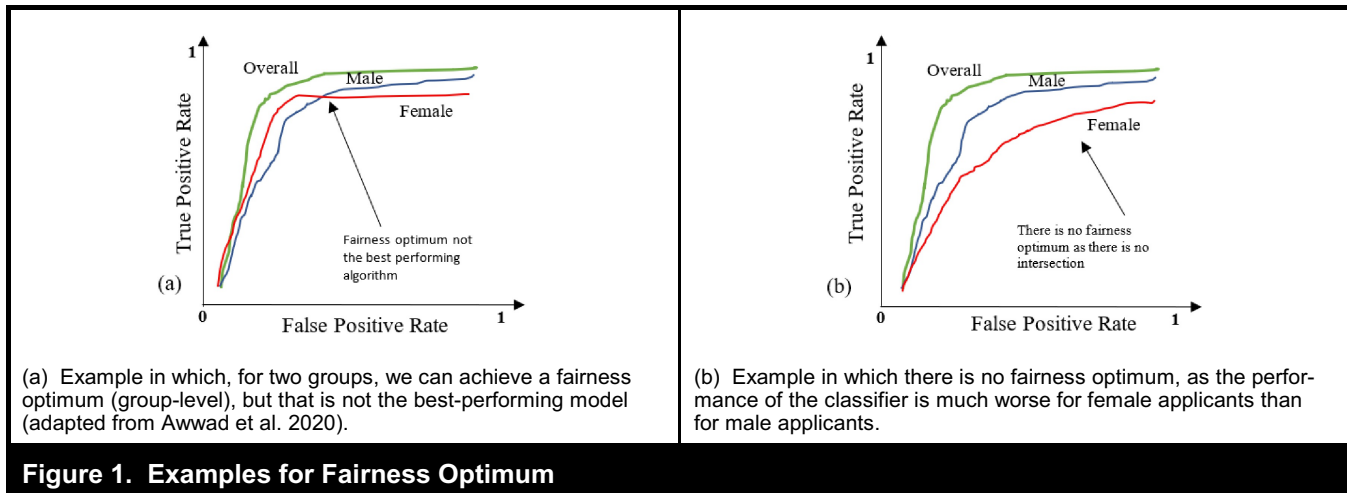 1
Overall
Male
Female
True Positive Rate
Fairness optimum not
the best performing
algorithm
(a)
0
False Positive Rate
1
(a) Example in which, for two groups, we can achieve a fairness
optimum (group-level), but that is not the best-performing model
(adapted from Awwad et al. 2020).
1
Overall
Male
Female
True Positive Rate
There is no fairness
optimum as there is no
intersection
(b)
0
False Positive Rate
1
(b) Example in which there is no fairness optimum, as the perfor-
mance of the classifier is much worse for female applicants than
for male applicants.
Figure 1. Examples for Fairness Optimum